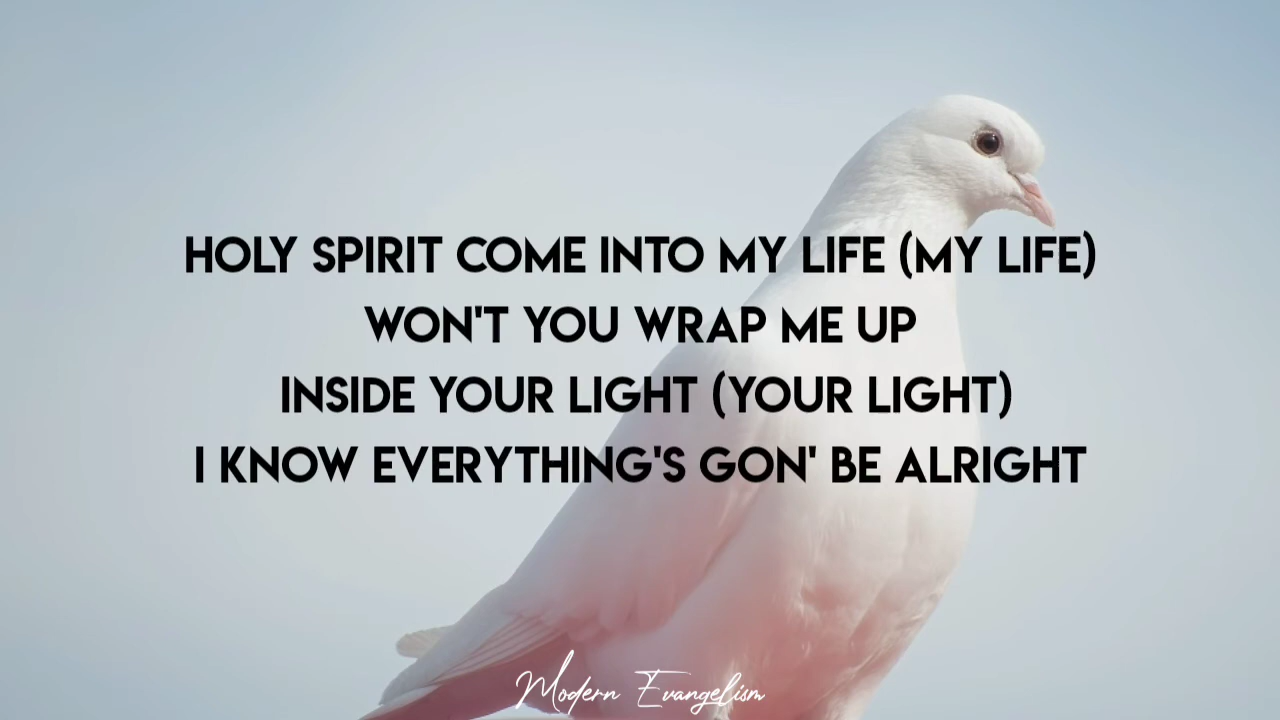 HOLY SPIRIT COME INTO MY LIFE (MY LIFE)
WON'T YOU WRAP ME UP
INSIDE YOUR LIGHT (YOUR LIGHT)
I KNOW EVERYTHING'S GON' BE ALRIGHT
Modern Evangelism